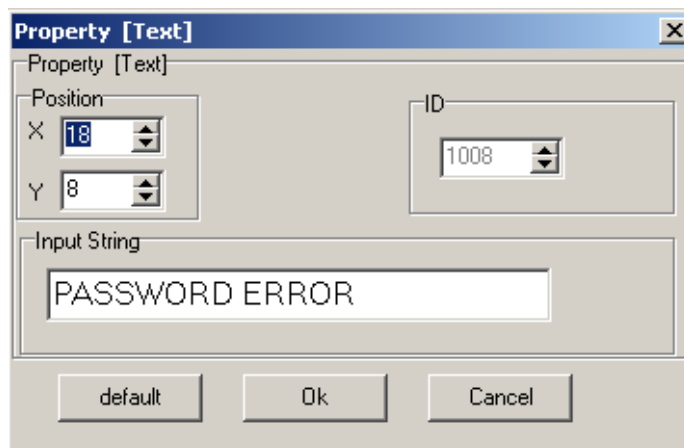 Property [Text]
Property [Text]
Position
ID
X 18
1008
Y 8
Input String
PASSWORD ERROR
default Ok Cancel